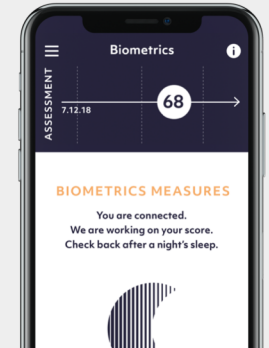 Biometrics
i
ASSESSMENT
7.12.18
68
BIOMETRICS MEASURES
You are connected.
We are working on your score.
Check back after a night's sleep.